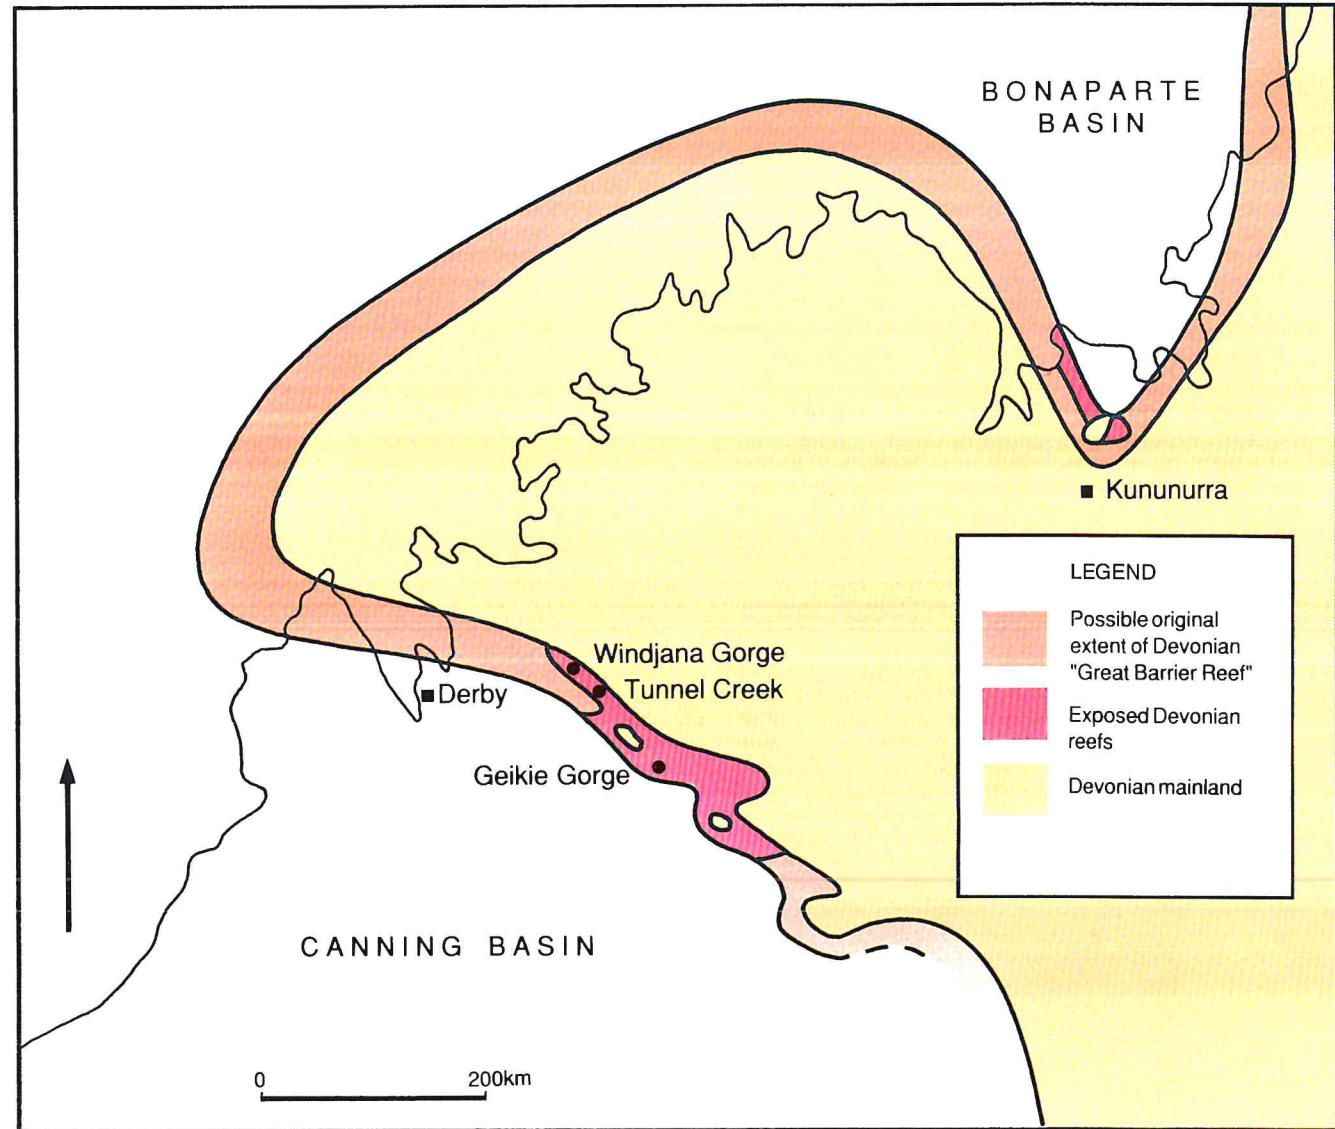 BONAPARTE
BASIN
Kununurra
LEGEND
Possible original
extent of Devonian
"Great Barrier Reef"
Exposed Devonian
reefs
Devonian mainland
Windjana Gorge
Tunnel Creek
Derby
Geikie Gorge
CANNING BASIN
0 200km